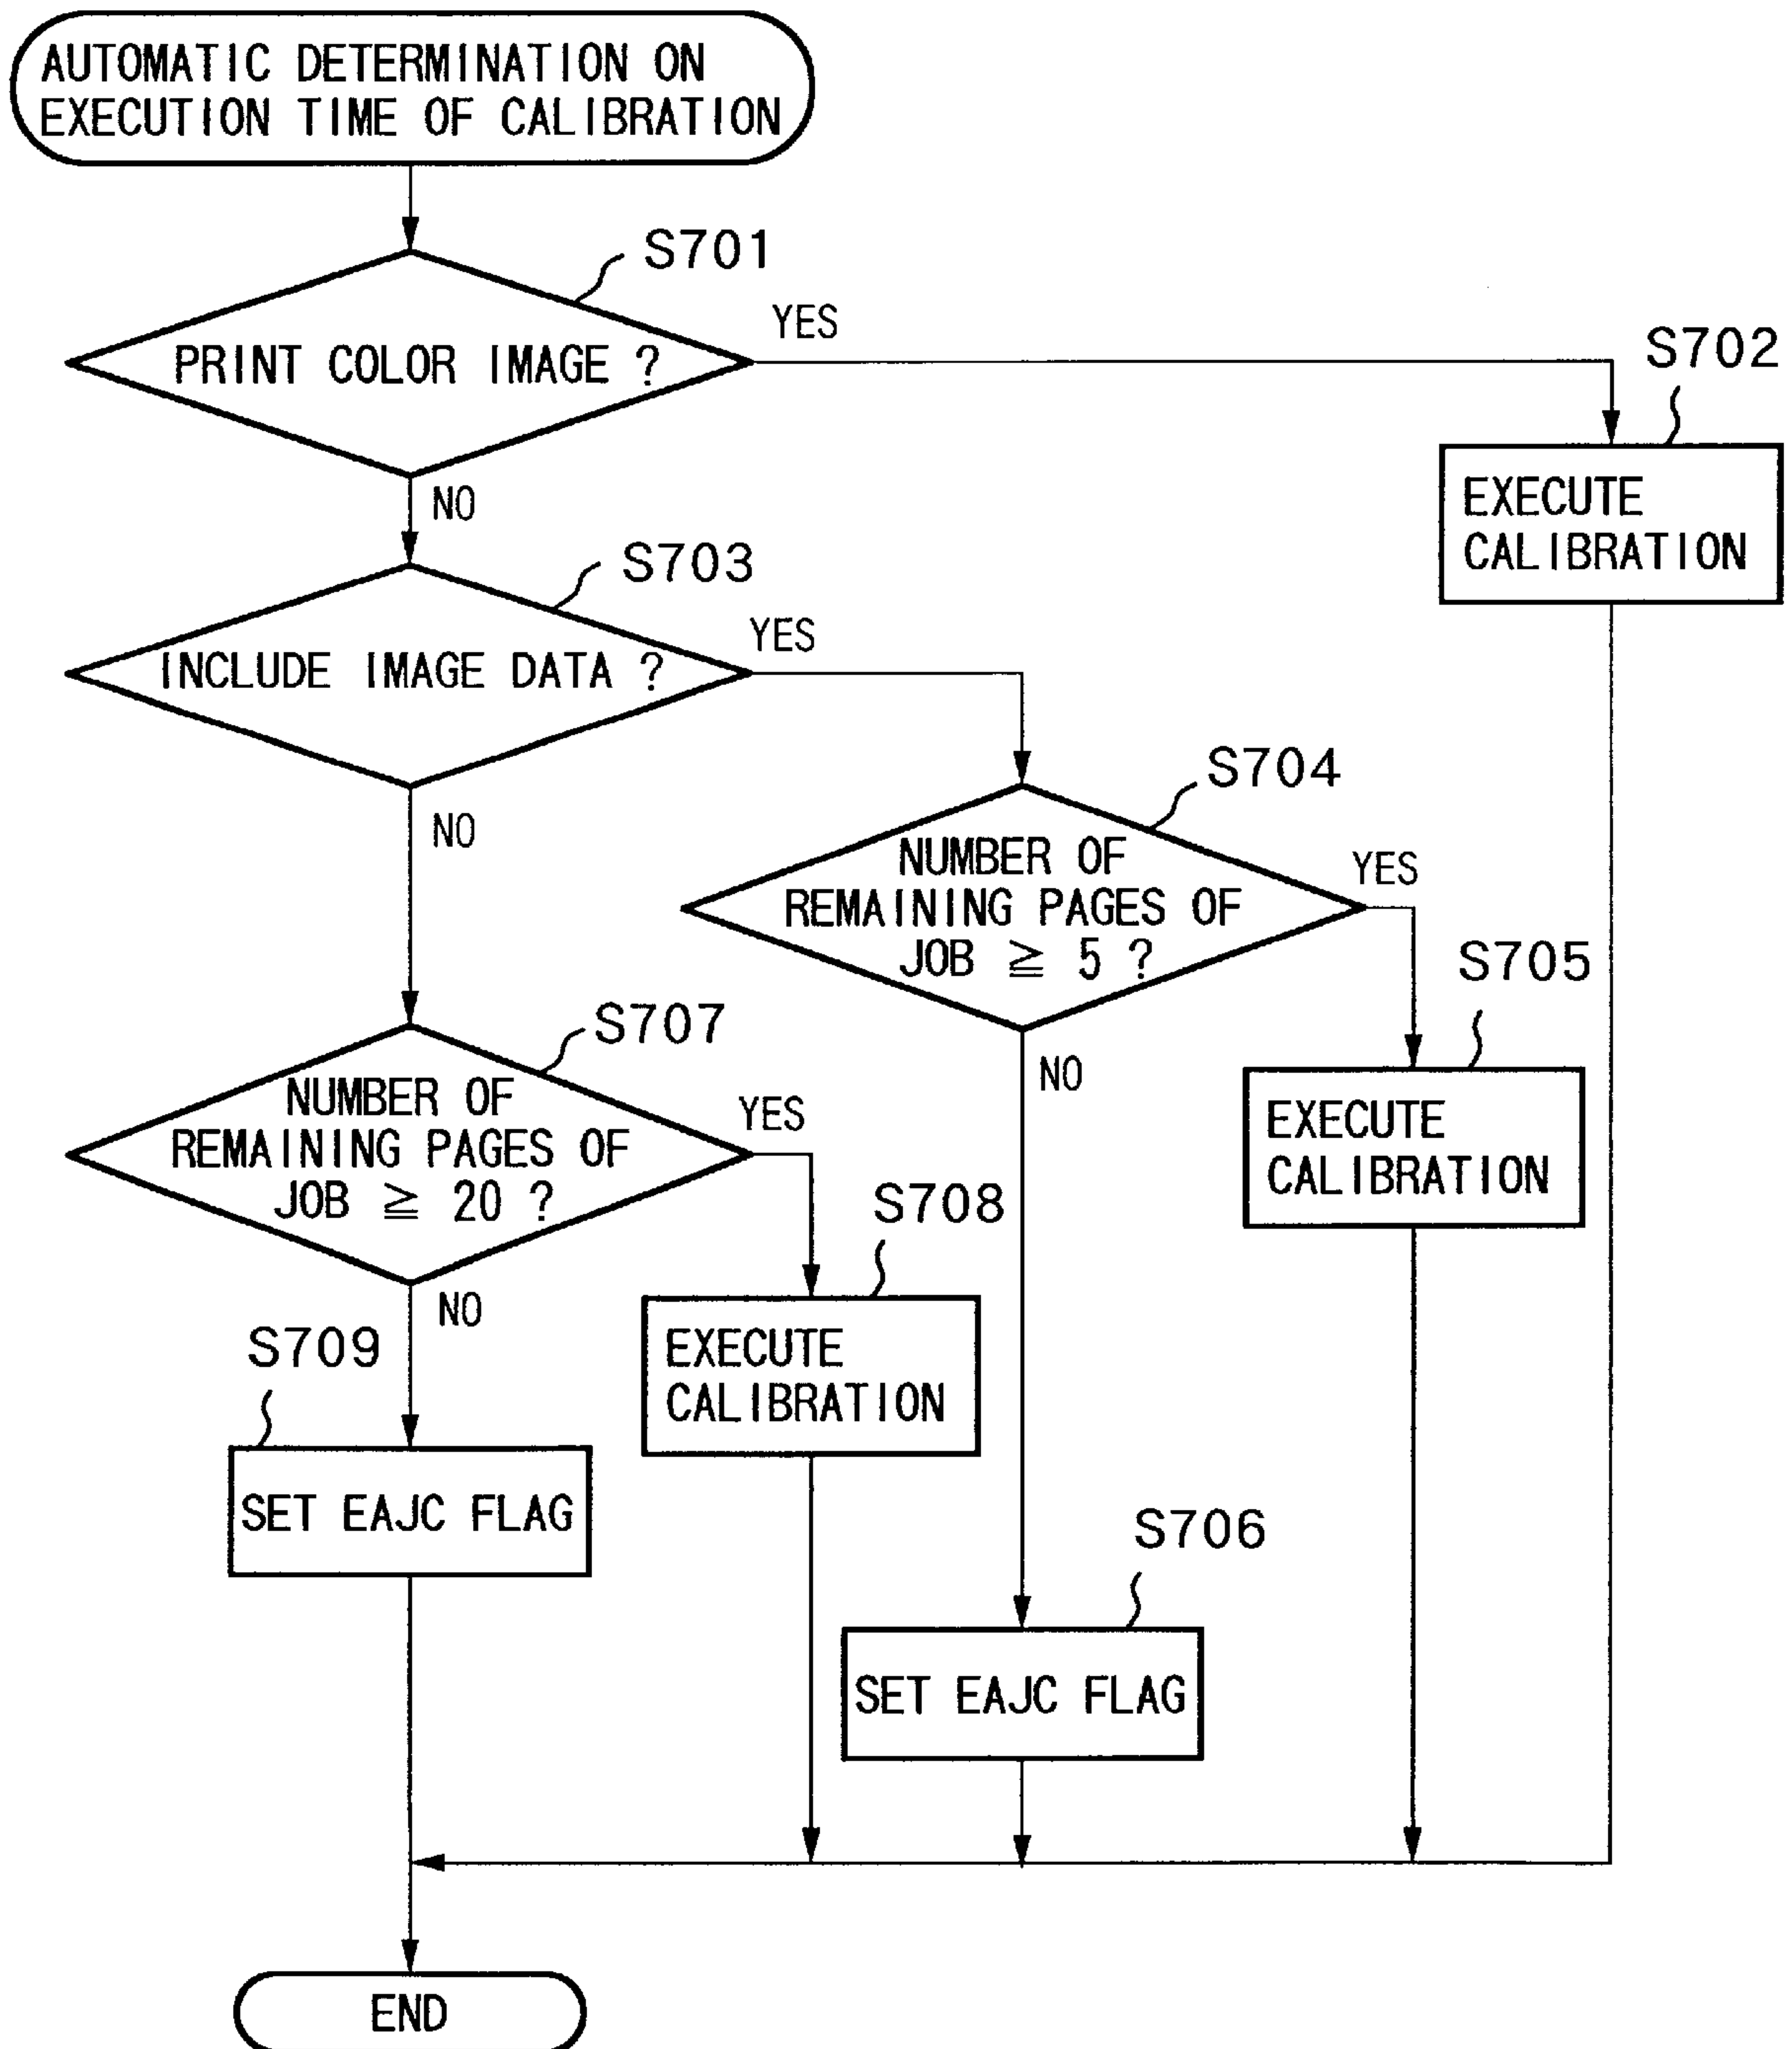 AUTOMATIC DETERMINATION ON
EXECUTION TIME OF CALIBRATION
S701
PRINT COLOR IMAGE ?
YES
NO
S702
EXECUTE
CALIBRATION
S703
INCLUDE IMAGE DATA ?
YES
NO
S704
NUMBER OF
REMAINING PAGES OF
JOB ≧ 5 ?
YES
NO
S705
EXECUTE
CALIBRATION
S707
NUMBER OF
REMAINING PAGES OF
JOB ≧ 20 ?
YES
NO
S708
EXECUTE
CALIBRATION
S709
SET EAJC FLAG
S706
SET EAJC FLAG
END